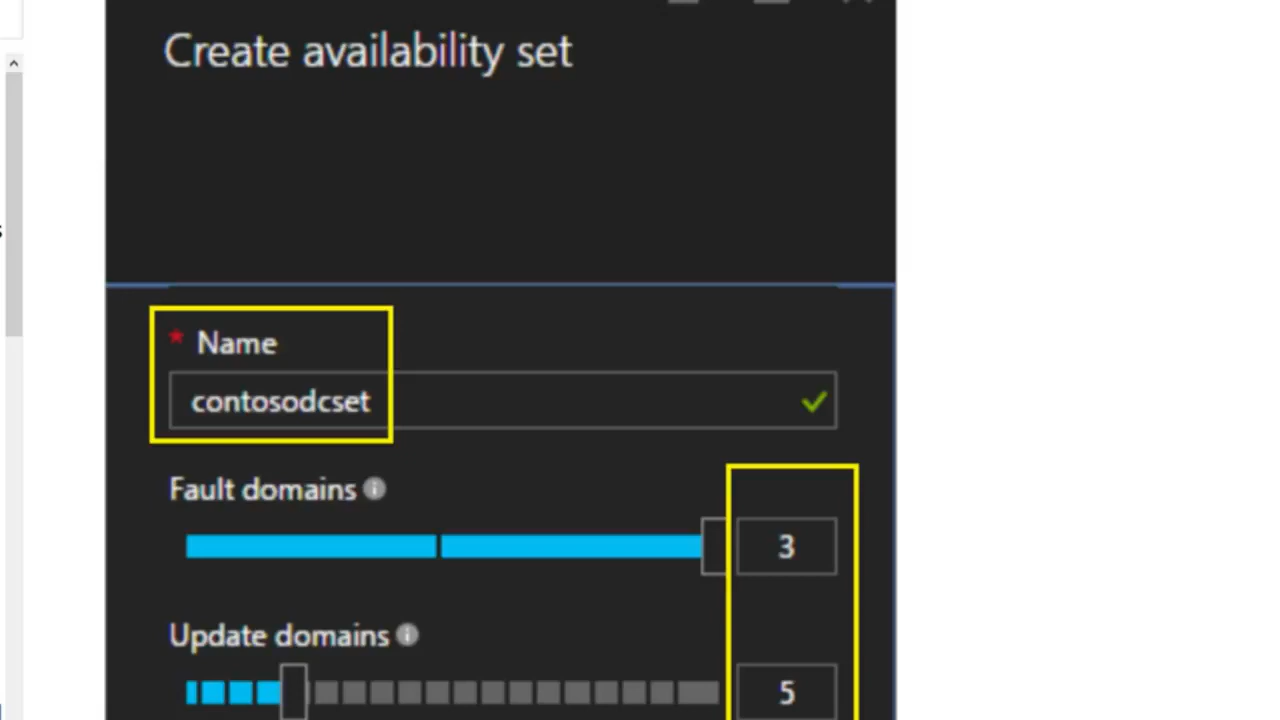 Create availability set
* Name
contosodcset
Fault domains
3
Update domains
5